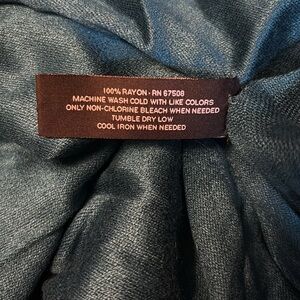 100% RAYON • RN 67508
MACHINE WASH COLD WITH LIKE COLORS
ONLY NON-CHLORINE BLEACH WHEN NEEDED
TUMBLE DRY LOW
COOL IRON WHEN NEEDED